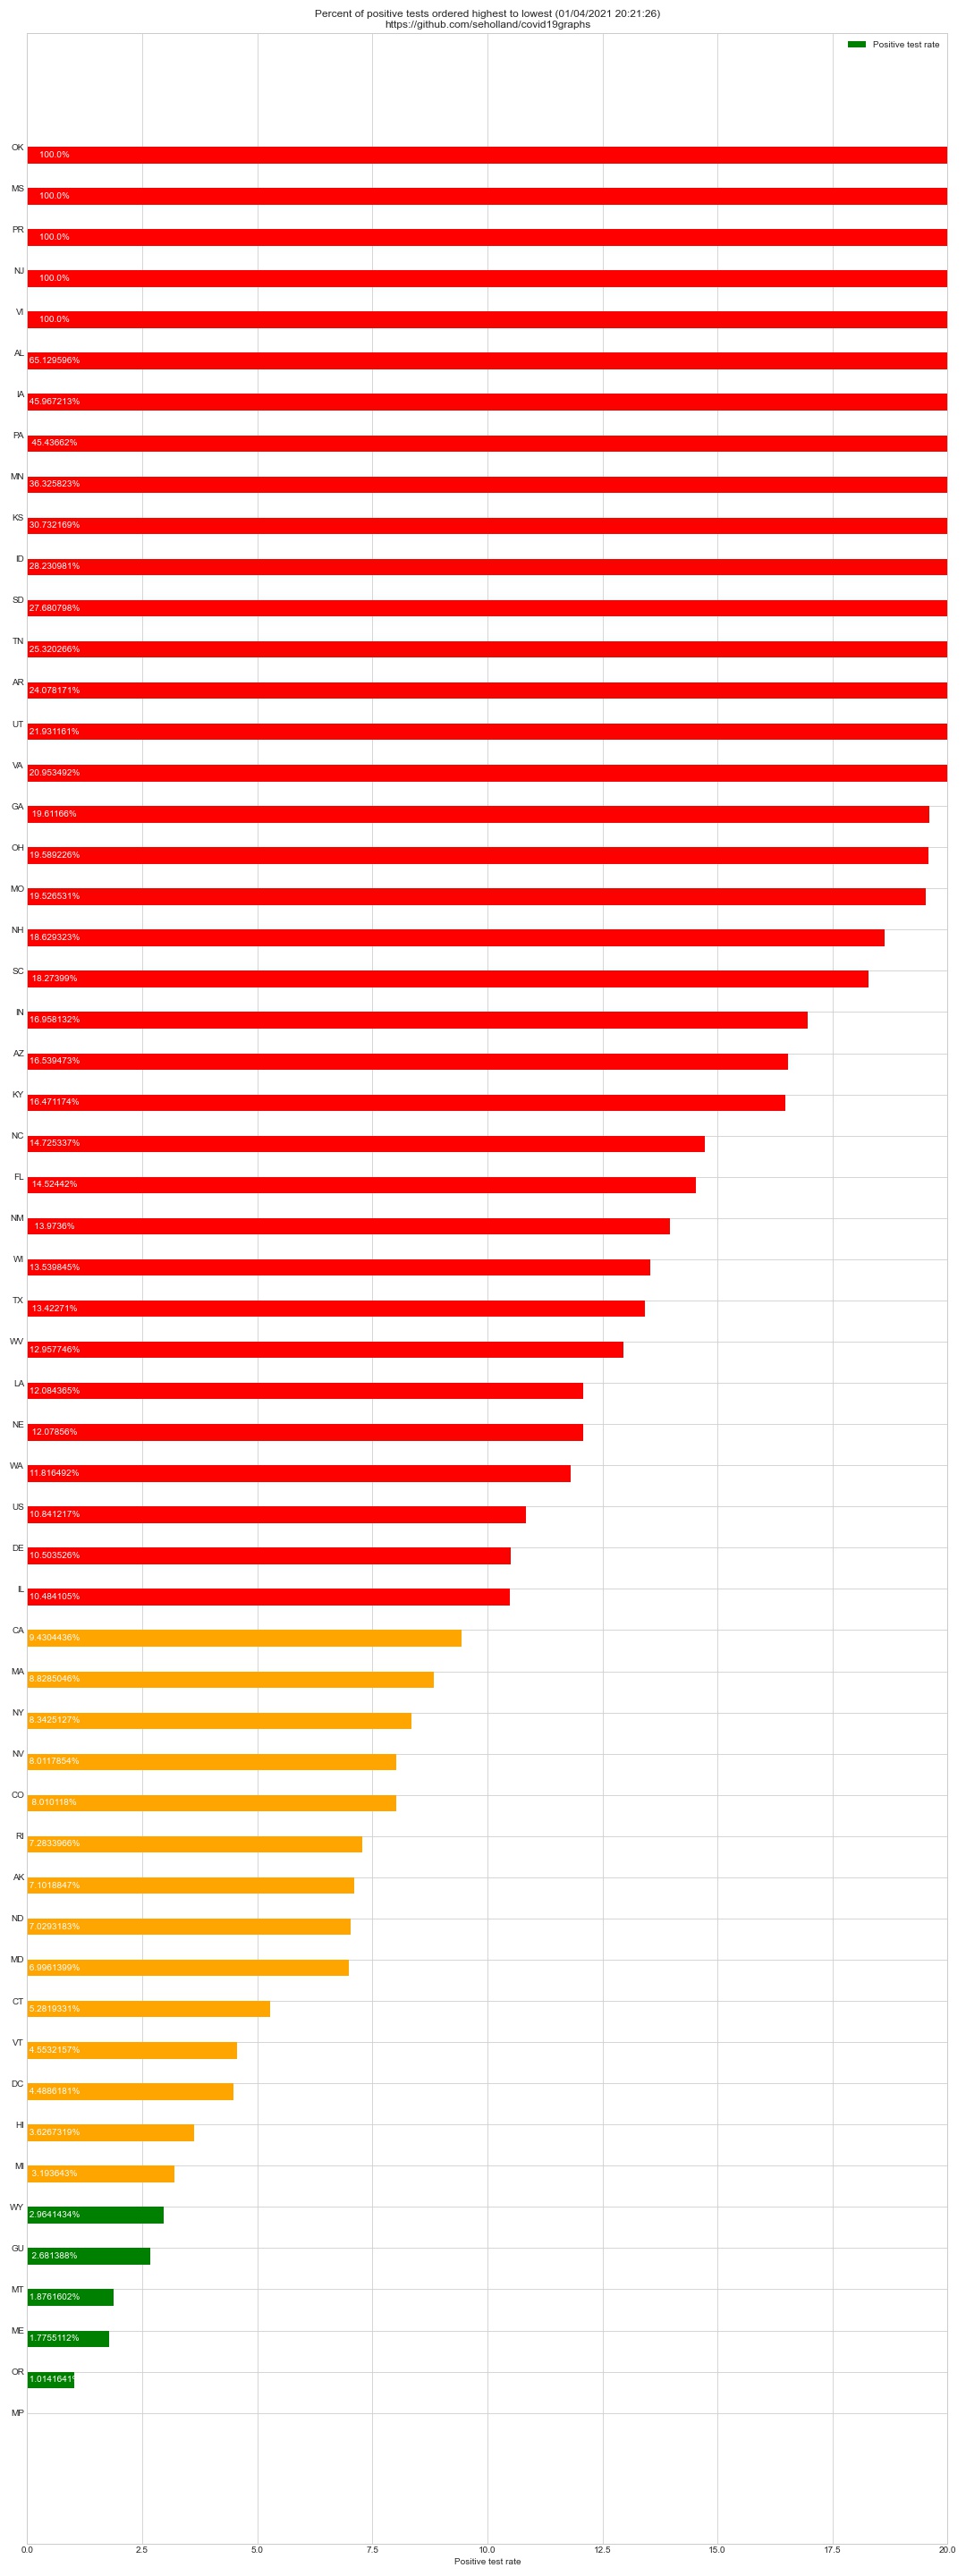 Percent of positive tests ordered highest to lowest (01/04/2021 20:21:26)
https://github.com/seholland/covid19graphs
Positive test rate
OK 100.0%
MS 100.0%
PR 100.0%
NJ 100.0%
VI 100.0%
AL 65.129596%
IA 45.967213%
PA 45.43662%
MN 36.325823%
KS 30.732169%
ID 28.230981%
SD 27.680798%
TN 25.320266%
AR 24.078171%
UT 21.931161%
VA 20.953492%
GA 19.61166%
OH 19.589226%
MO 19.526531%
NH 18.629323%
SC 18.27399%
IN 16.958132%
AZ 16.539473%
KY 16.471174%
NC 14.725337%
FL 14.52442%
NM 13.9736%
WI 13.539845%
TX 13.42271%
WV 12.957746%
LA 12.084365%
NE 12.07856%
WA 11.816492%
US 10.841217%
DE 10.503526%
IL 10.484105%
CA 9.4304436%
MA 8.8285046%
NY 8.3425127%
NV 8.0117854%
CO 8.010118%
RI 7.2833966%
AK 7.1018847%
ND 7.0293183%
MD 6.9961399%
CT 5.2819331%
VT 4.5532157%
DC 4.4886181%
HI 3.6267319%
MI 3.193643%
WY 2.9641434%
GU 2.681388%
MT 1.8761602%
ME 1.7755112%
OR 1.0141641%
MP
0.0 2.5 5.0 7.5 10.0 12.5 15.0 17.5 20.0
Positive test rate